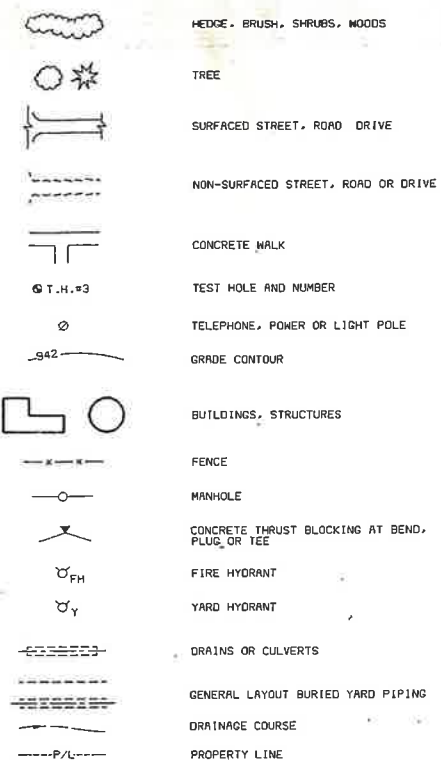 HEDGE, BRUSH, SHRUBS, WOODS
TREE
SURFACED STREET, ROAD DRIVE
NON-SURFACED STREET, ROAD OR DRIVE
CONCRETE WALK
T.H.#3 TEST HOLE AND NUMBER
TELEPHONE, POWER OR LIGHT POLE
942 GRADE CONTOUR
BUILDINGS, STRUCTURES
FENCE
MANHOLE
CONCRETE THRUST BLOCKING AT BEND,
PLUG OR TEE
FH FIRE HYDRANT
Y YARD HYDRANT
DRAINS OR CULVERTS
GENERAL LAYOUT BURIED YARD PIPING
DRAINAGE COURSE
P/L PROPERTY LINE